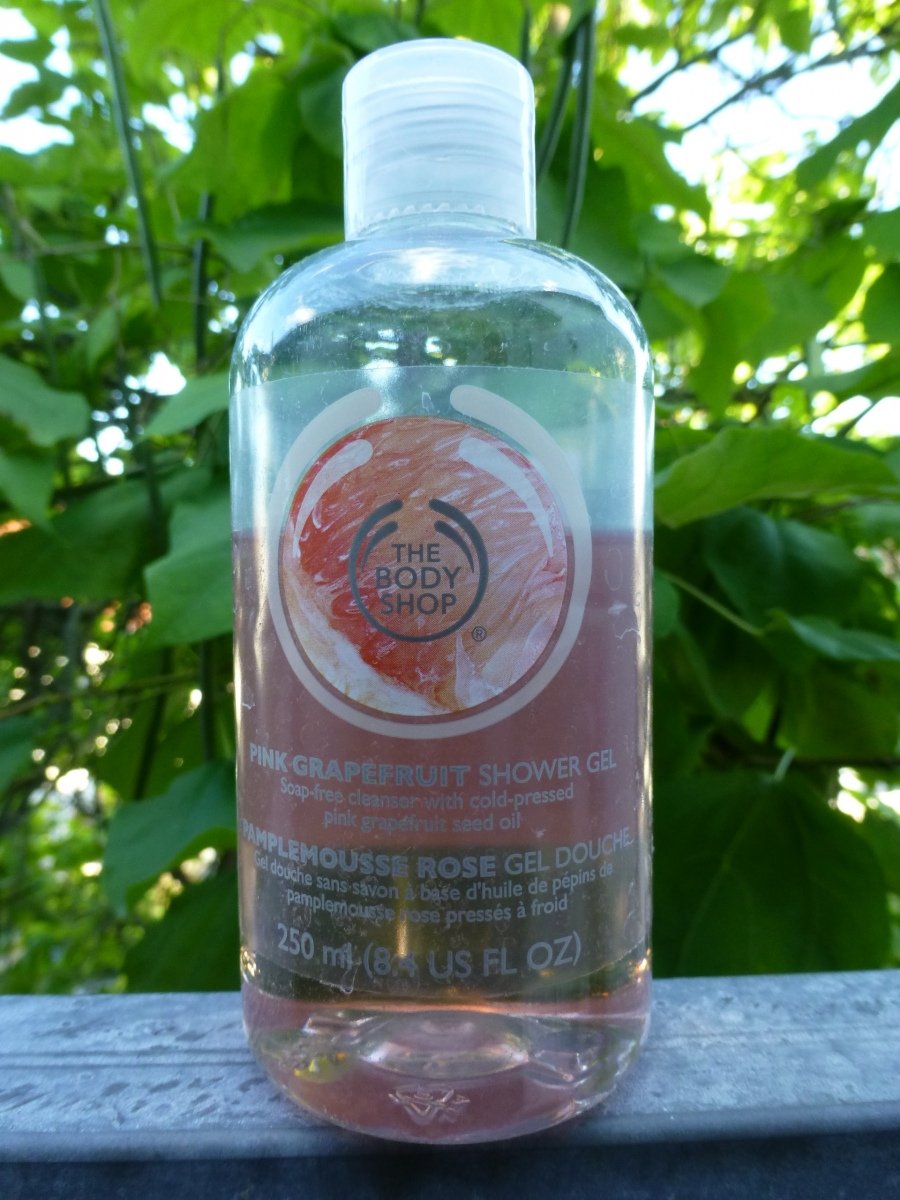 THE
BODY
SHOP
®
PINK GRAPEFRUIT SHOWER GEL
Soap-free cleanser with cold-pressed
pink grapefruit seed oil
PAMPLEMOUSSE ROSE GEL DOUCHE
Gel douche sans savon à base d'huile de pépins de
pamplemousse rose pressés à froid
250 ml (8.4 US FL OZ)